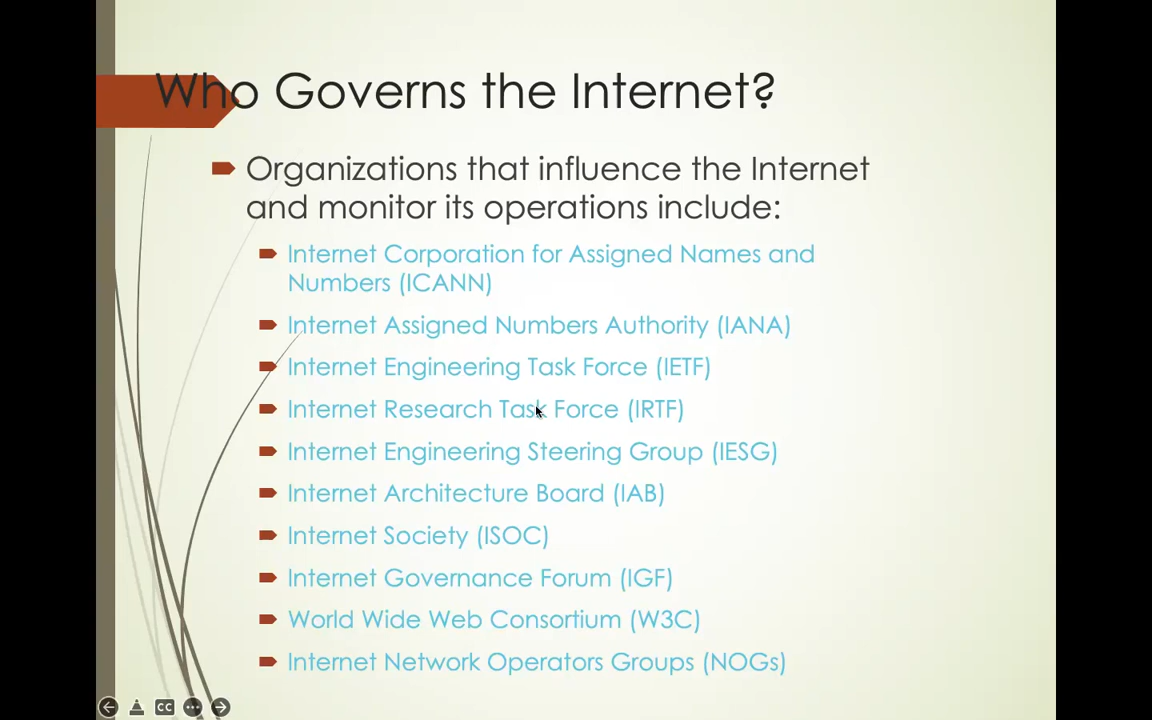 Who Governs the Internet?
Organizations that influence the Internet
and monitor its operations include:
Internet Corporation for Assigned Names and
Numbers (ICANN)
Internet Assigned Numbers Authority (IANA)
Internet Engineering Task Force (IETF)
Internet Research Task Force (IRTF)
Internet Engineering Steering Group (IESG)
Internet Architecture Board (IAB)
Internet Society (ISOC)
Internet Governance Forum (IGF)
World Wide Web Consortium (W3C)
Internet Network Operators Groups (NOGs)
CC